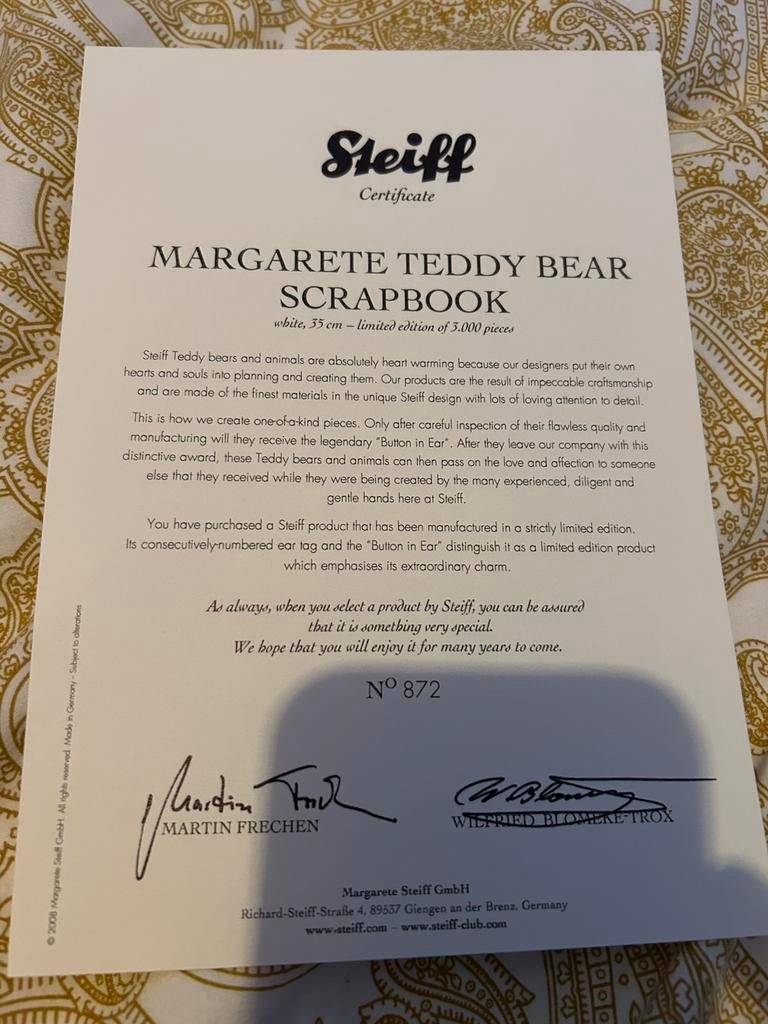 Steiff
Certificate
MARGARETE TEDDY BEAR
SCRAPBOOK
white, 35 cm – limited edition of 3.000 pieces
Steiff Teddy bears and animals are absolutely heart warming because our designers put their own
hearts and souls into planning and creating them. Our products are the result of impeccable craftsmanship
and are made of the finest materials in the unique Steiff design with lots of loving attention to detail.
This is how we create one-of-a-kind pieces. Only after careful inspection of their flawless quality and
manufacturing will they receive the legendary "Button in Ear". After they leave our company with this
distinctive award, these Teddy bears and animals can then pass on the love and affection to someone
else that they received while they were being created by the many experienced, diligent and
gentle hands here at Steiff.
You have purchased a Steiff product that has been manufactured in a strictly limited edition.
Its consecutively-numbered ear tag and the "Button in Ear" distinguish it as a limited edition product
which emphasises its extraordinary charm.
As always, when you select a product by Steiff, you can be assured
that it is something very special.
We hope that you will enjoy it for many years to come.
Nº 872
MARTIN FRECHEN
WILFRIED BLOMEKE-TROX
Margarete Steiff GmbH
Richard-Steiff-Straße 4, 89537 Giengen an der Brenz, Germany
www.steiff.com – www.steiff-club.com
© 2008 Margarete Steiff GmbH. All rights reserved. Made in Germany – Subject to alterations